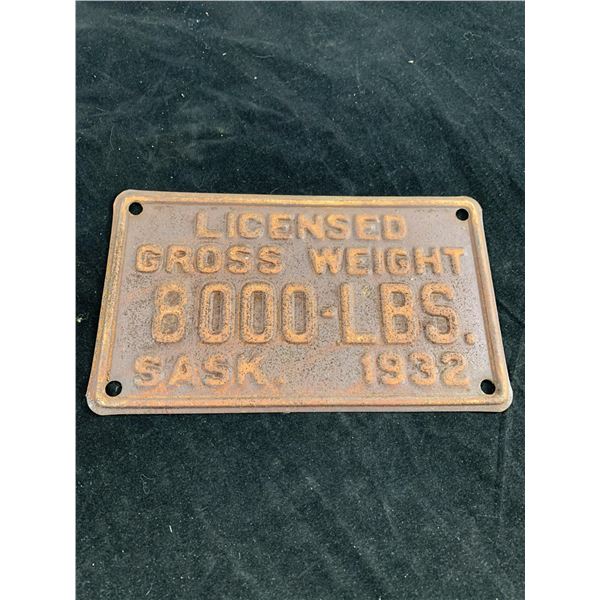 LICENSED
GROSS WEIGHT
8000-LBS.
SASK. 1932